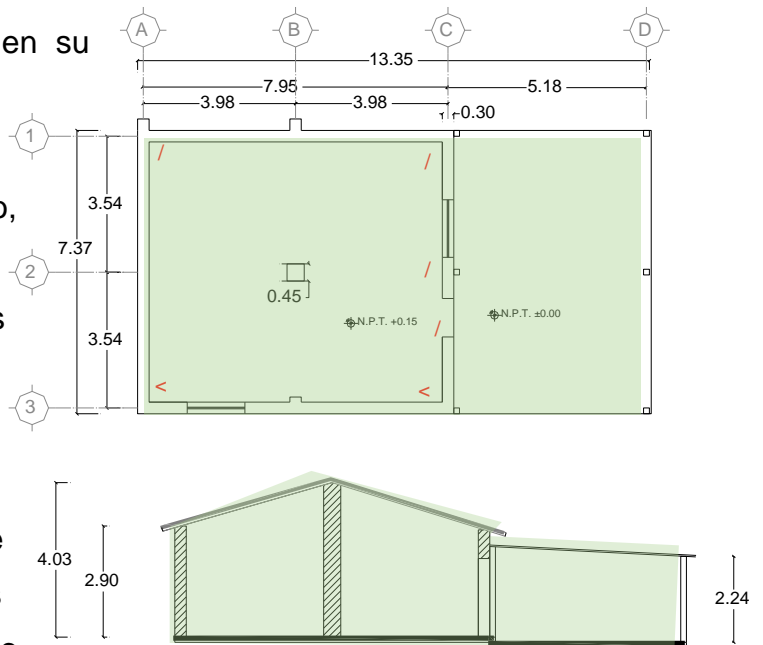 en su
A B C D
13.35
7.95 5.18
3.98 3.98
0.30
1
o,
3.54
7.37
2
0.45
s
N.P.T. +0.15 N.P.T. ±0.00
3.54
3
e
4.03
2.90
2.24